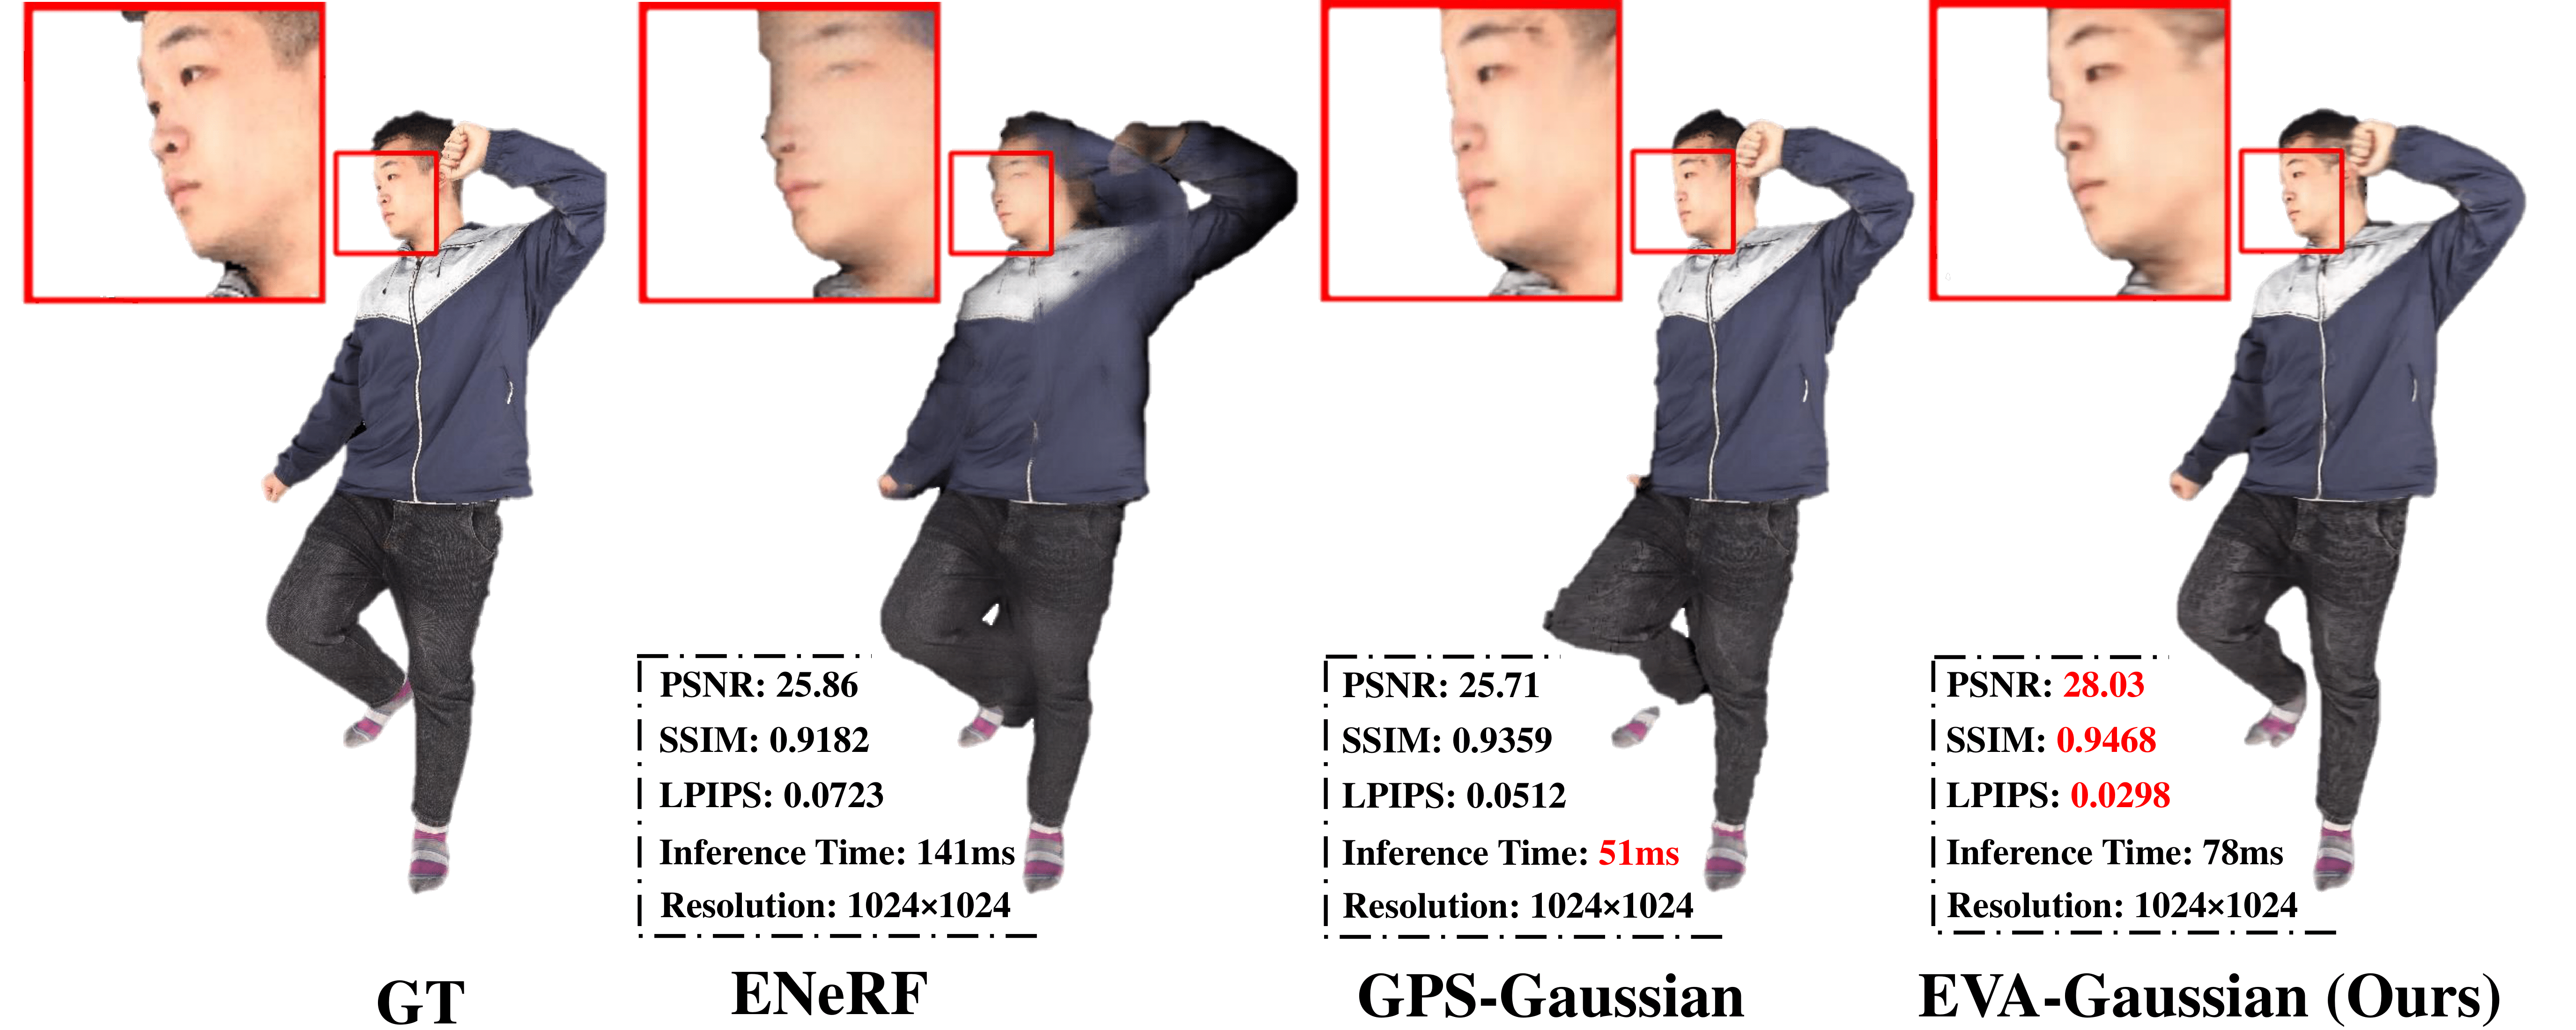 PSNR: 25.86
SSIM: 0.9182
LPIPS: 0.0723
Inference Time: 141ms
Resolution: 1024×1024
PSNR: 25.71
SSIM: 0.9359
LPIPS: 0.0512
Inference Time: 51ms
Resolution: 1024×1024
PSNR: 28.03
SSIM: 0.9468
LPIPS: 0.0298
Inference Time: 78ms
Resolution: 1024×1024
GT
ENeRF
GPS-Gaussian
EVA-Gaussian (Ours)